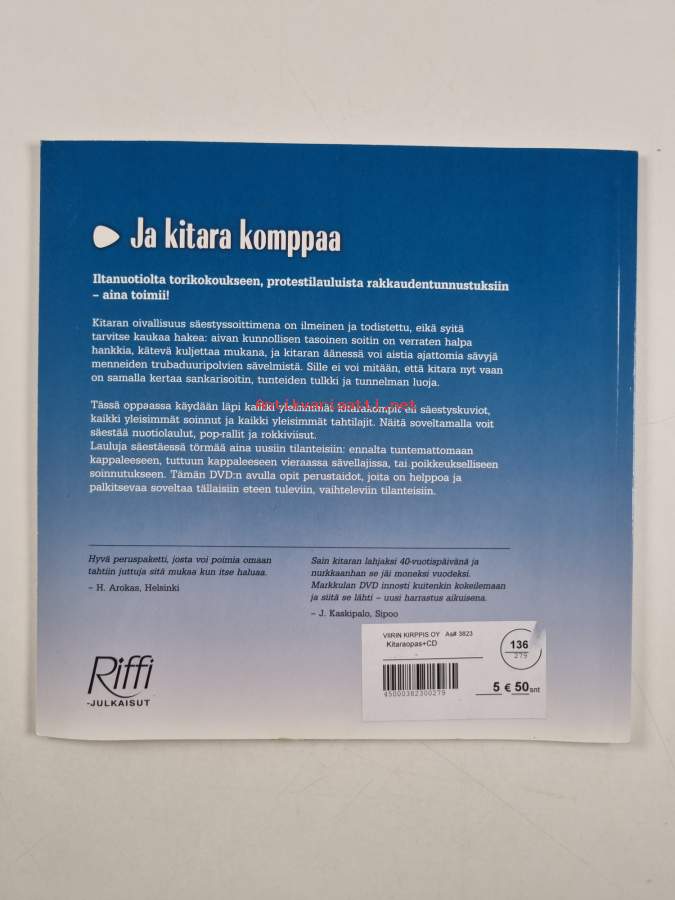 Ja kitara komppaa
Iltanuotiolta torikokoukseen, protestilauluista rakkaudentunnustuksiin
– aina toimii!
Kitaran oivallisuus säestyssoittimena on ilmeinen ja todistettu, eikä syitä
tarvitse kaukaa hakea: aivan kunnollisen tasoinen soitin on verraten halpa
hankkia, kätevä kuljettaa mukana, ja kitaran äänessä voi aistia ajattomia sävyjä
menneiden trubaduuripolvien sävelmistä. Sille ei voi mitään, että kitara nyt vaan
on samalla kertaa sankarisoitin, tunteiden tulkki ja tunnelman luoja.
Antikvariaatti.net
Tässä oppaassa käydään läpi kaikki yleisimmät kitarakompit eli säestyskuviot,
kaikki yleisimmät soinnut ja kaikki yleisimmät tahtilajit. Näitä soveltamalla voit
säestää nuotiolaulut, pop-rallit ja rokkiviisut.
Lauluja säestäessä törmää aina uusiin tilanteisiin: ennalta tuntemattomaan
kappaleeseen, tuttuun kappaleeseen vieraassa sävellajissa, tai poikkeukselliseen
soinnutukseen. Tämän DVD:n avulla opit perustaidot, joita on helppoa ja
palkitsevaa soveltaa tällaisiin eteen tuleviin, vaihteleviin tilanteisiin.
Hyvä peruspaketti, josta voi poimia omaan
tahtiin juttuja sitä mukaa kun itse haluaa.
– H. Arokas, Helsinki
Sain kitaran lahjaksi 40-vuotispäivänä ja
nurkkaanhan se jäi moneksi vuodeksi.
Markkulan DVD innosti kuitenkin kokeilemaan
ja siitä se lähti – uusi harrastus aikuisena.
– J. Kaskipalo, Sipoo
Riffi
-JULKAISUT
VIIRIN KIRPPIS OY As# 3823
Kitaraopas+CD
136
279
45000382300279
5 € 50 snt